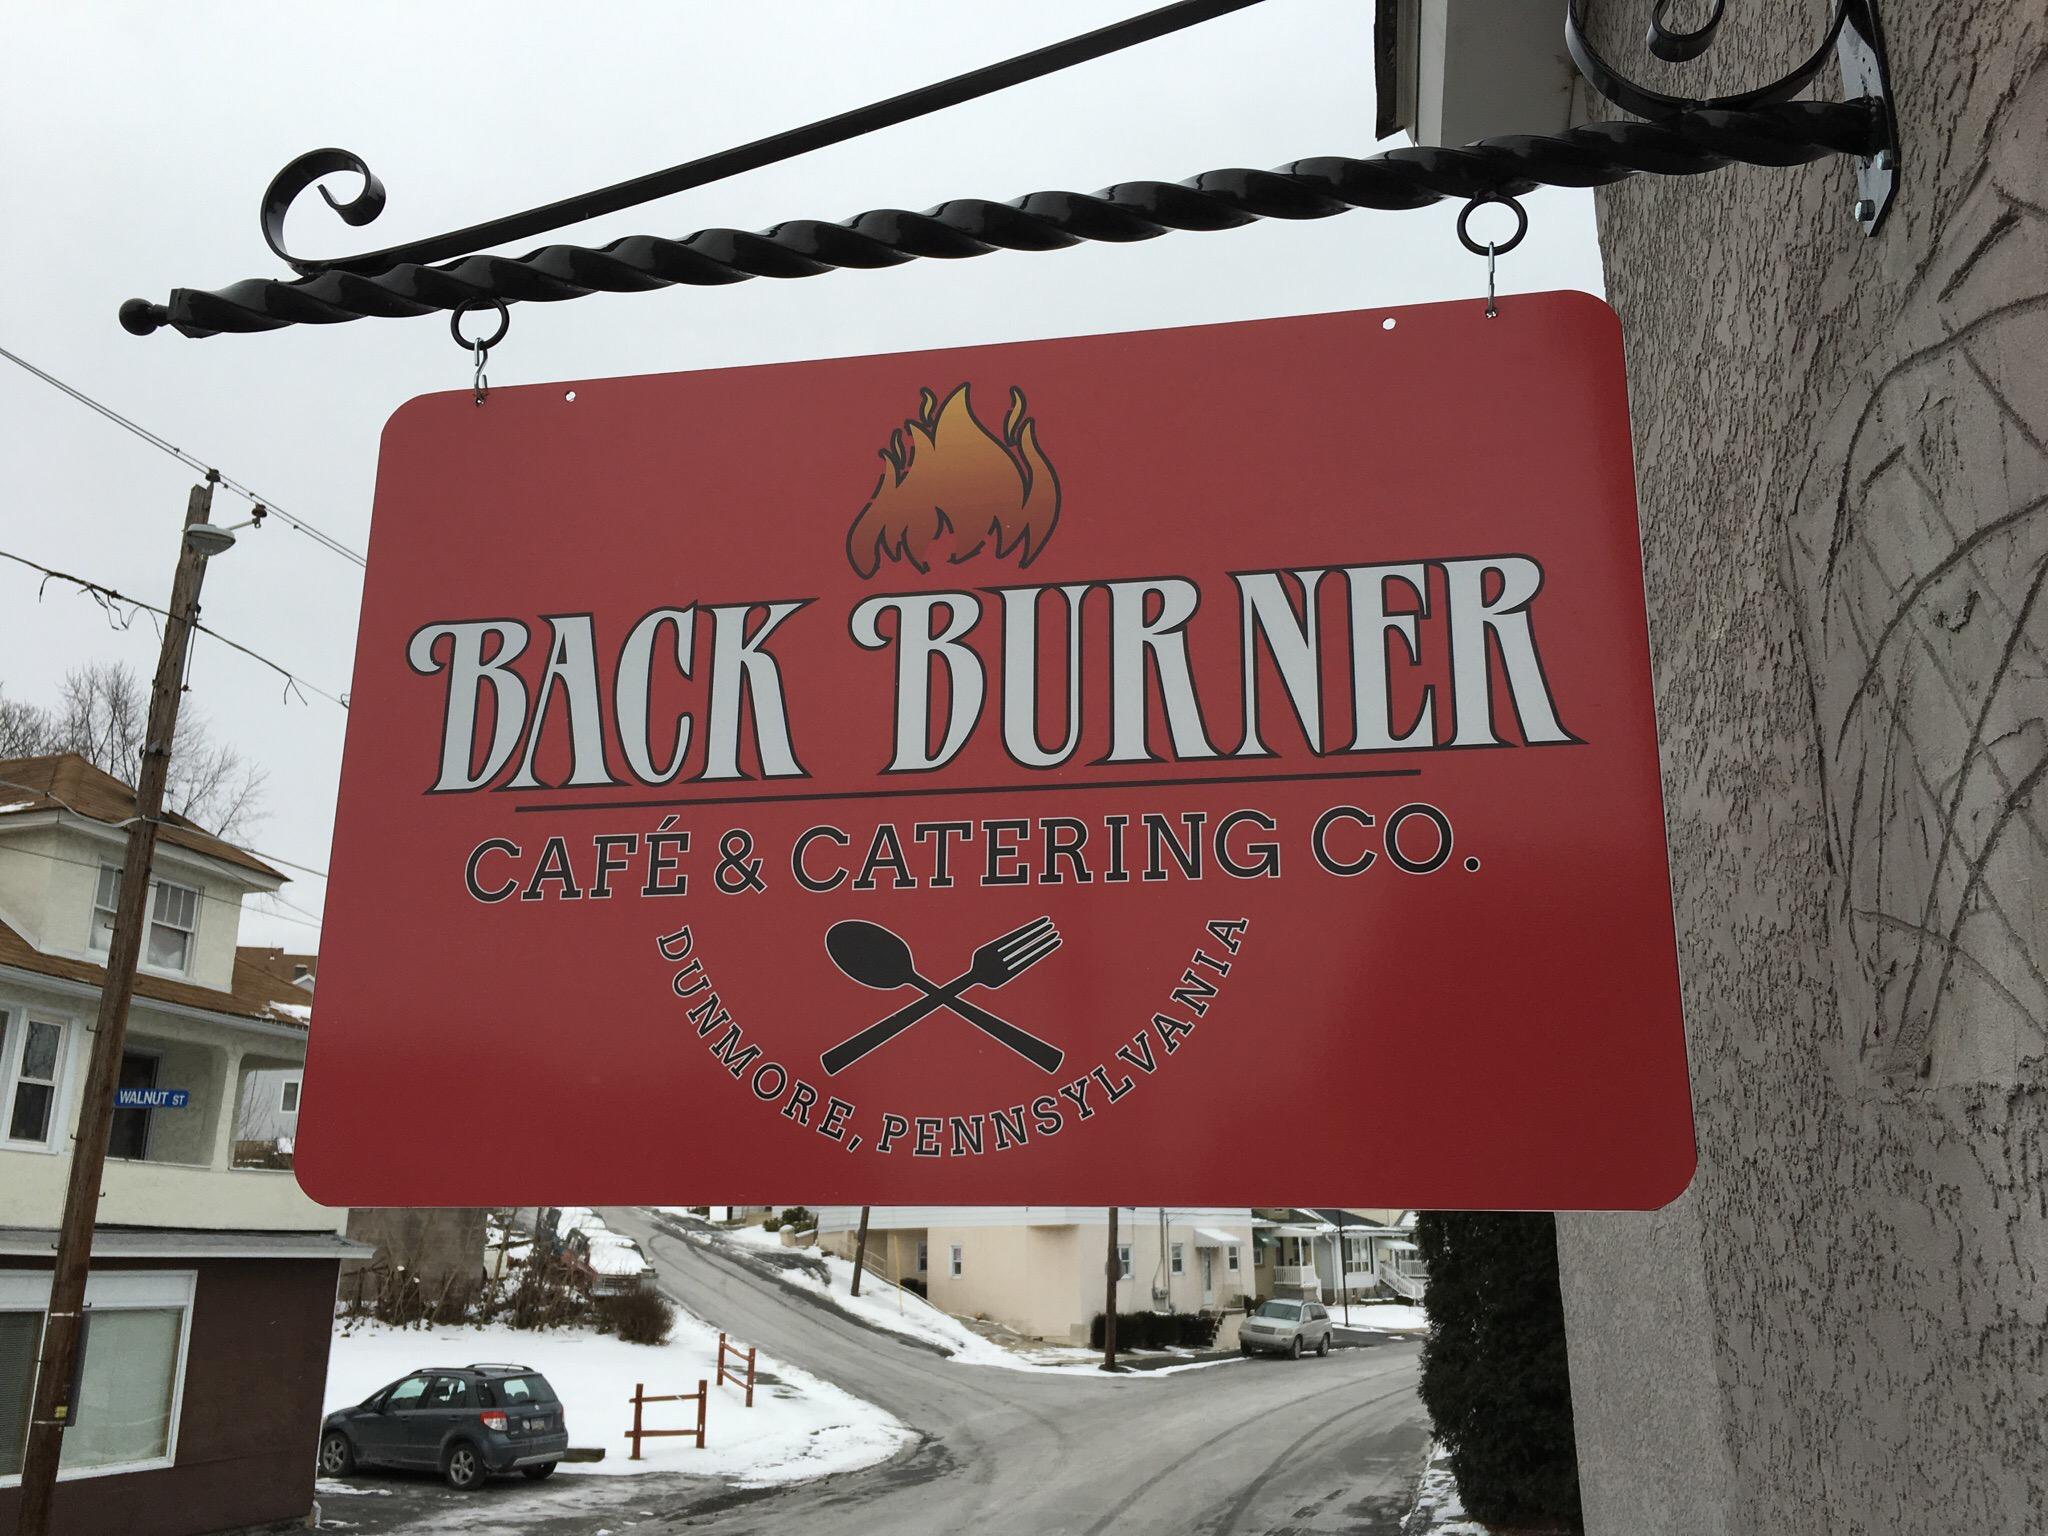 BACK BURNER
CAFÉ & CATERING CO.
DUNMORE, PENNSYLVANIA
WALNUT ST